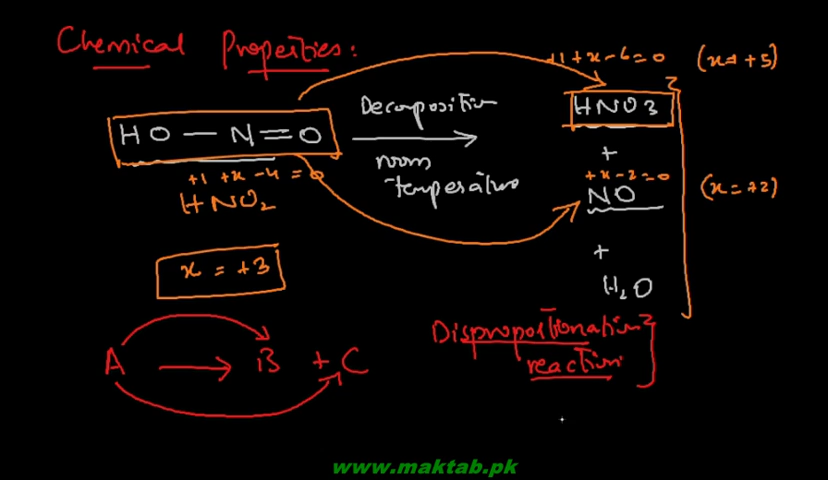 Chemical Properties:
+1 + x - 6 = 0 (x = +5)
Decomposition
HNO3
HO — N = O
room
temperature
+
+1 + x - 4 = 0
+ x - 2 = 0
HNO2
NO (x = +2)
+
x = +3
H2O
Disproportionation
reaction
A → B + C
www.maktab.pk